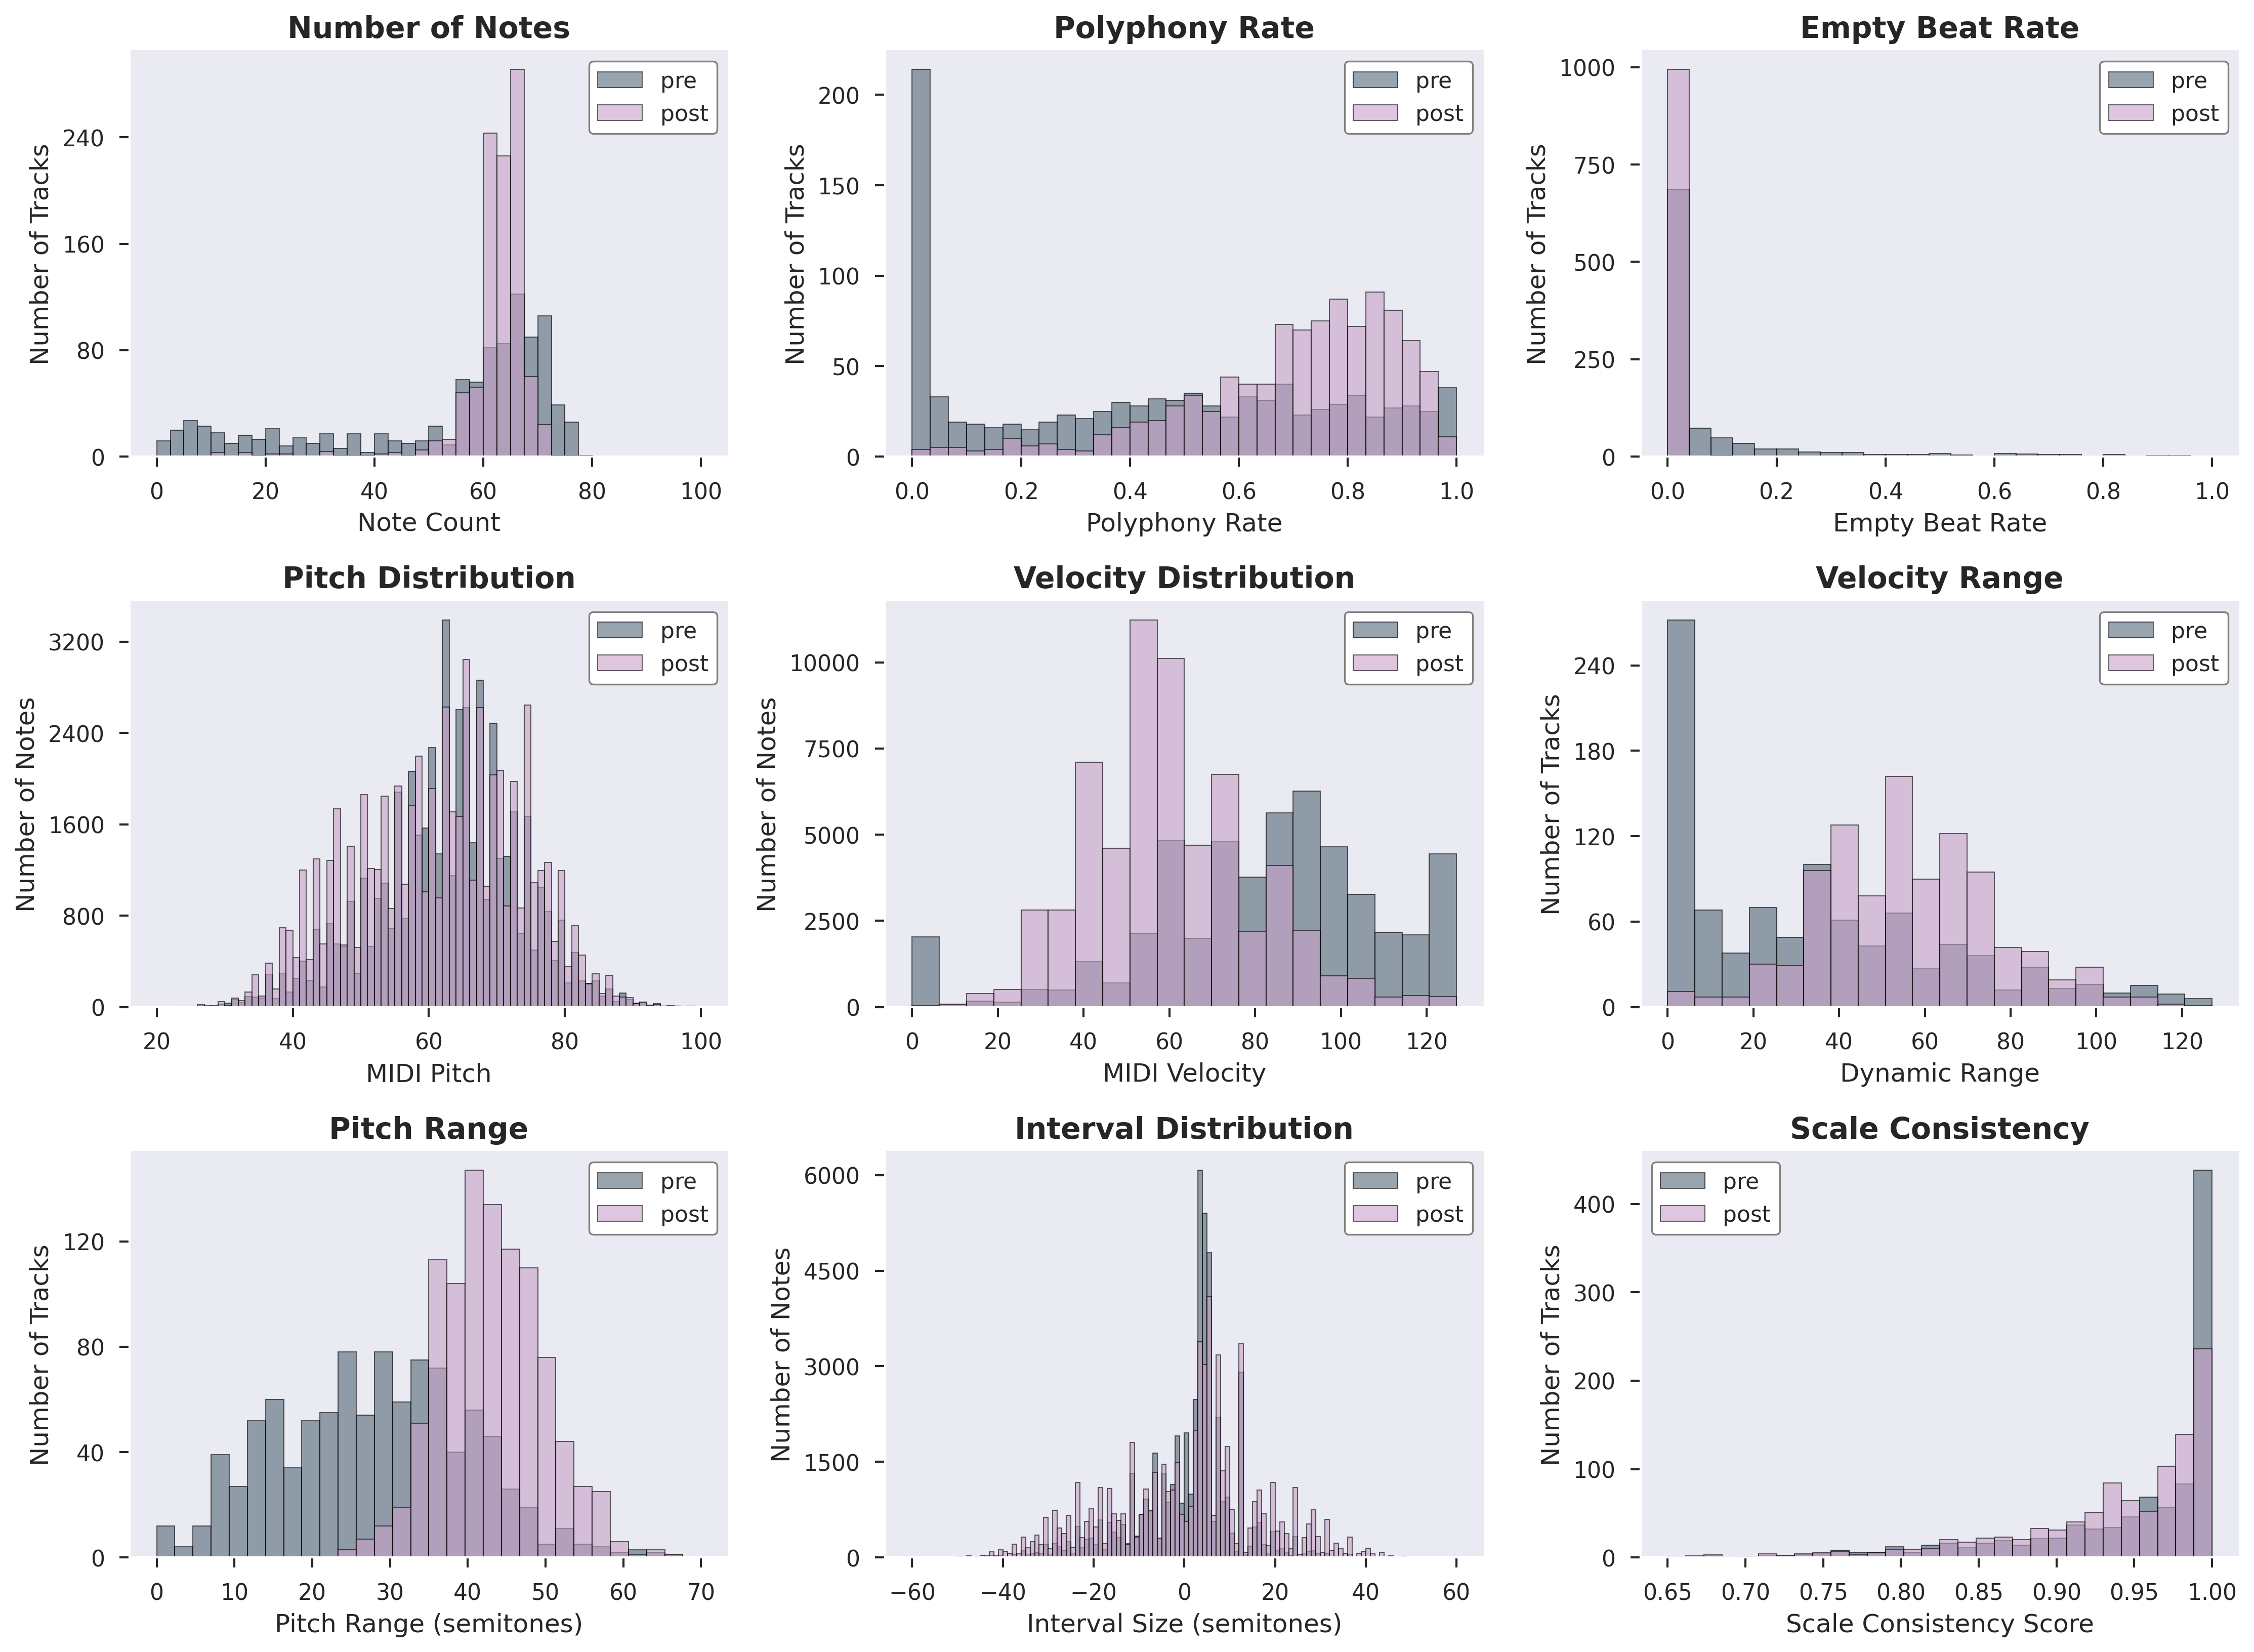 Number of Notes
pre
post
Number of Tracks
240
160
80
0
0 20 40 60 80 100
Note Count
Polyphony Rate
pre
post
Number of Tracks
200
150
100
50
0
0.0 0.2 0.4 0.6 0.8 1.0
Polyphony Rate
Empty Beat Rate
pre
post
Number of Tracks
1000
750
500
250
0
0.0 0.2 0.4 0.6 0.8 1.0
Empty Beat Rate
Pitch Distribution
pre
post
Number of Notes
3200
2400
1600
800
0
20 40 60 80 100
MIDI Pitch
Velocity Distribution
pre
post
Number of Notes
10000
7500
5000
2500
0
0 20 40 60 80 100 120
MIDI Velocity
Velocity Range
pre
post
Number of Tracks
240
180
120
60
0
0 20 40 60 80 100 120
Dynamic Range
Pitch Range
pre
post
Number of Tracks
120
80
40
0
0 10 20 30 40 50 60 70
Pitch Range (semitones)
Interval Distribution
pre
post
Number of Notes
6000
4500
3000
1500
0
−60 −40 −20 0 20 40 60
Interval Size (semitones)
Scale Consistency
pre
post
Number of Tracks
400
300
200
100
0
0.65 0.70 0.75 0.80 0.85 0.90 0.95 1.00
Scale Consistency Score